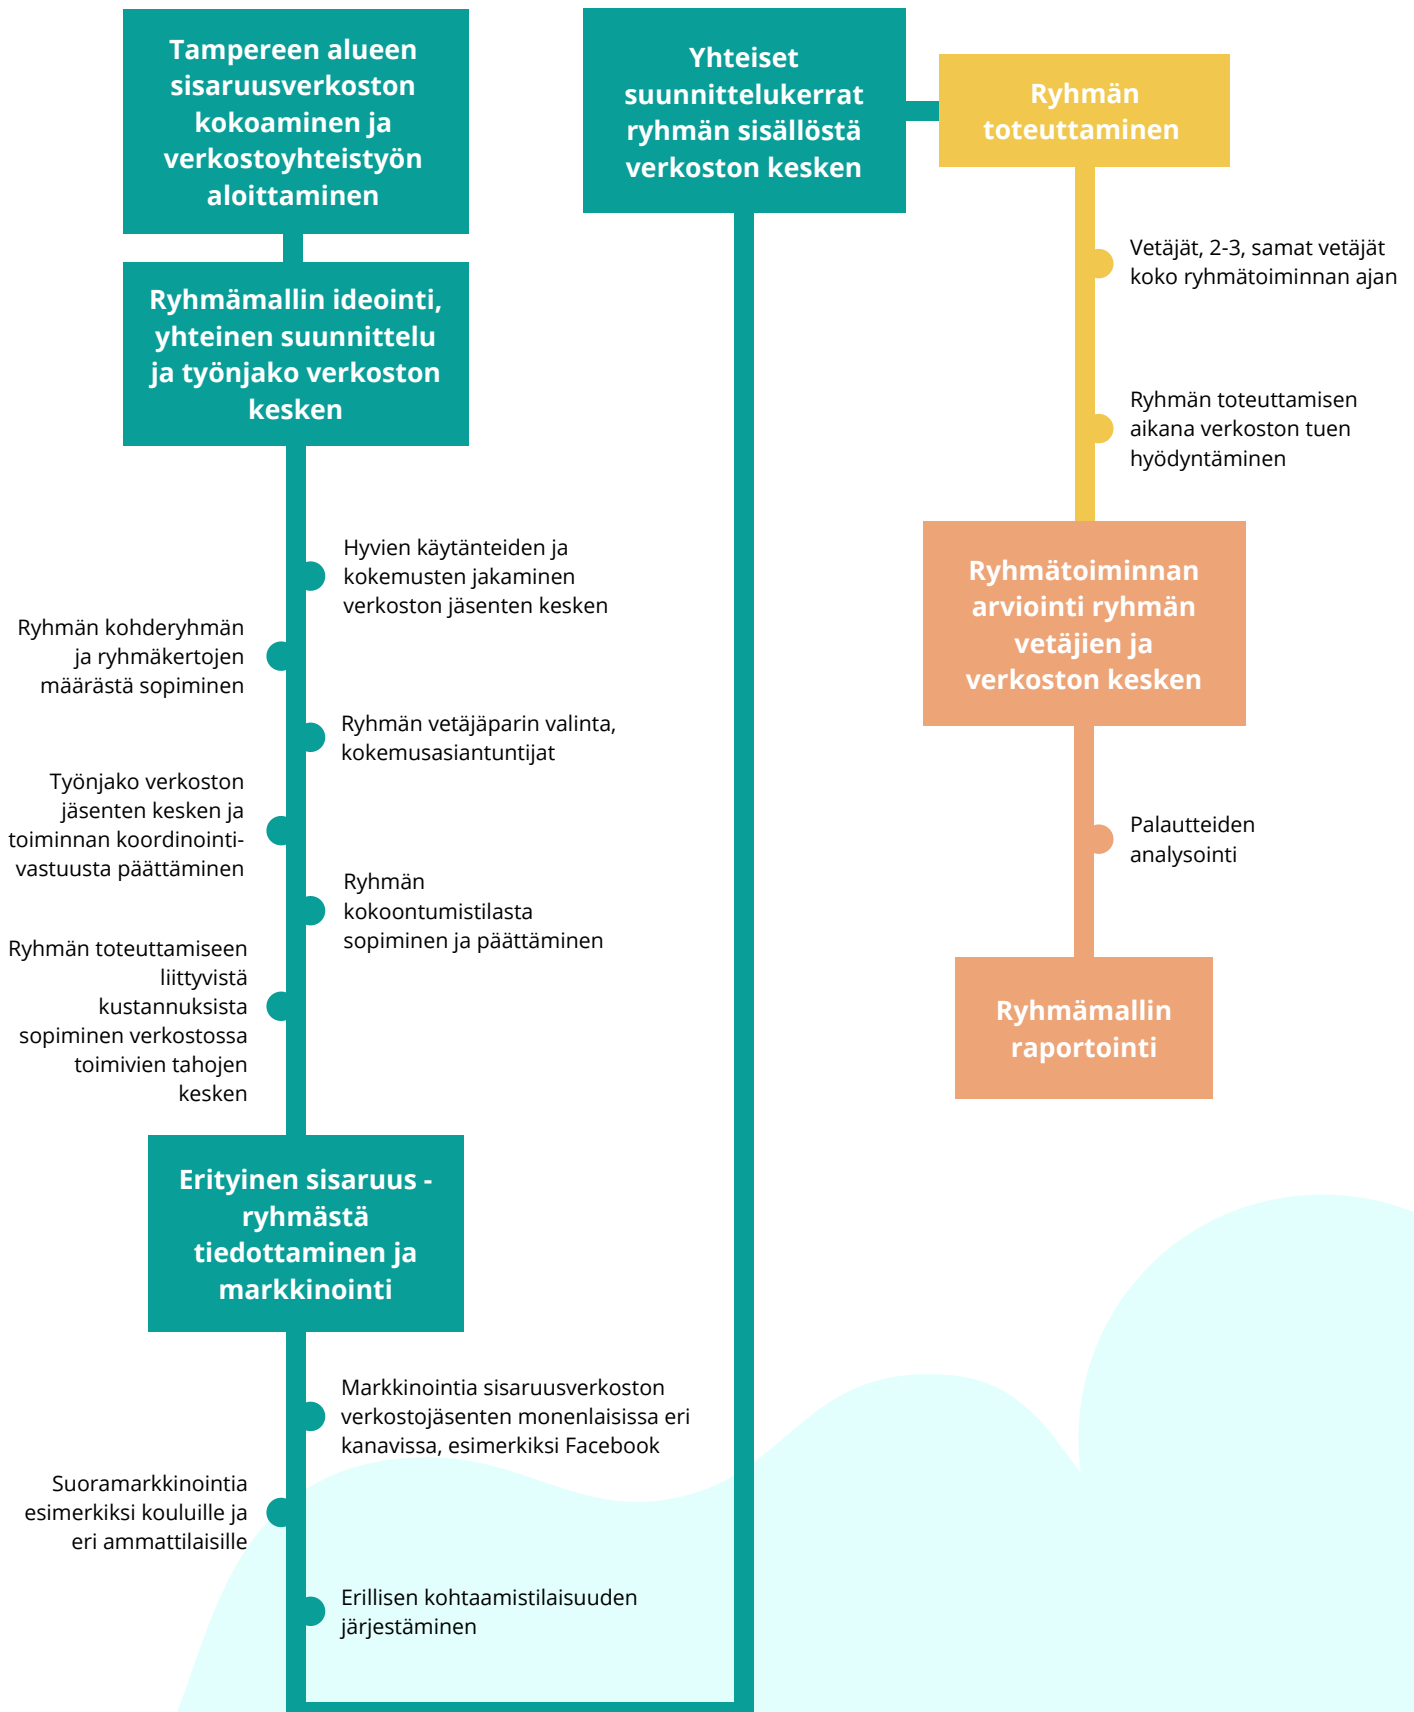 Tampereen alueen
sisaruusverkoston
kokoaminen ja
verkostoyhteistyön
aloittaminen
Ryhmämallin ideointi,
yhteinen suunnittelu
ja työnjako verkoston
kesken
Hyvien käytänteiden ja
kokemusten jakaminen
verkoston jäsenten kesken
Ryhmän kohderyhmän
ja ryhmäkertojen
määrästä sopiminen
Ryhmän vetäjäparin valinta,
kokemusasiantuntijat
Työnjako verkoston
jäsenten kesken ja
toiminnan koordinointi-
vastuusta päättäminen
Ryhmän
kokoontumistilasta
sopiminen ja päättäminen
Ryhmän toteuttamiseen
liittyvistä
kustannuksista
sopiminen verkostossa
toimivien tahojen
kesken
Erityinen sisaruus -
ryhmästä
tiedottaminen ja
markkinointi
Markkinointia sisaruusverkoston
verkostojäsenten monenlaisissa eri
kanavissa, esimerkiksi Facebook
Suoramarkkinointia
esimerkiksi kouluille ja
eri ammattilaisille
Erillisen kohtaamistilaisuuden
järjestäminen
Yhteiset
suunnittelukerrat
ryhmän sisällöstä
verkoston kesken
Ryhmän
toteuttaminen
Vetäjät, 2-3, samat vetäjät
koko ryhmätoiminnan ajan
Ryhmän toteuttamisen
aikana verkoston tuen
hyödyntäminen
Ryhmätoiminnan
arviointi ryhmän
vetäjien ja
verkoston kesken
Palautteiden
analysointi
Ryhmämallin
raportointi